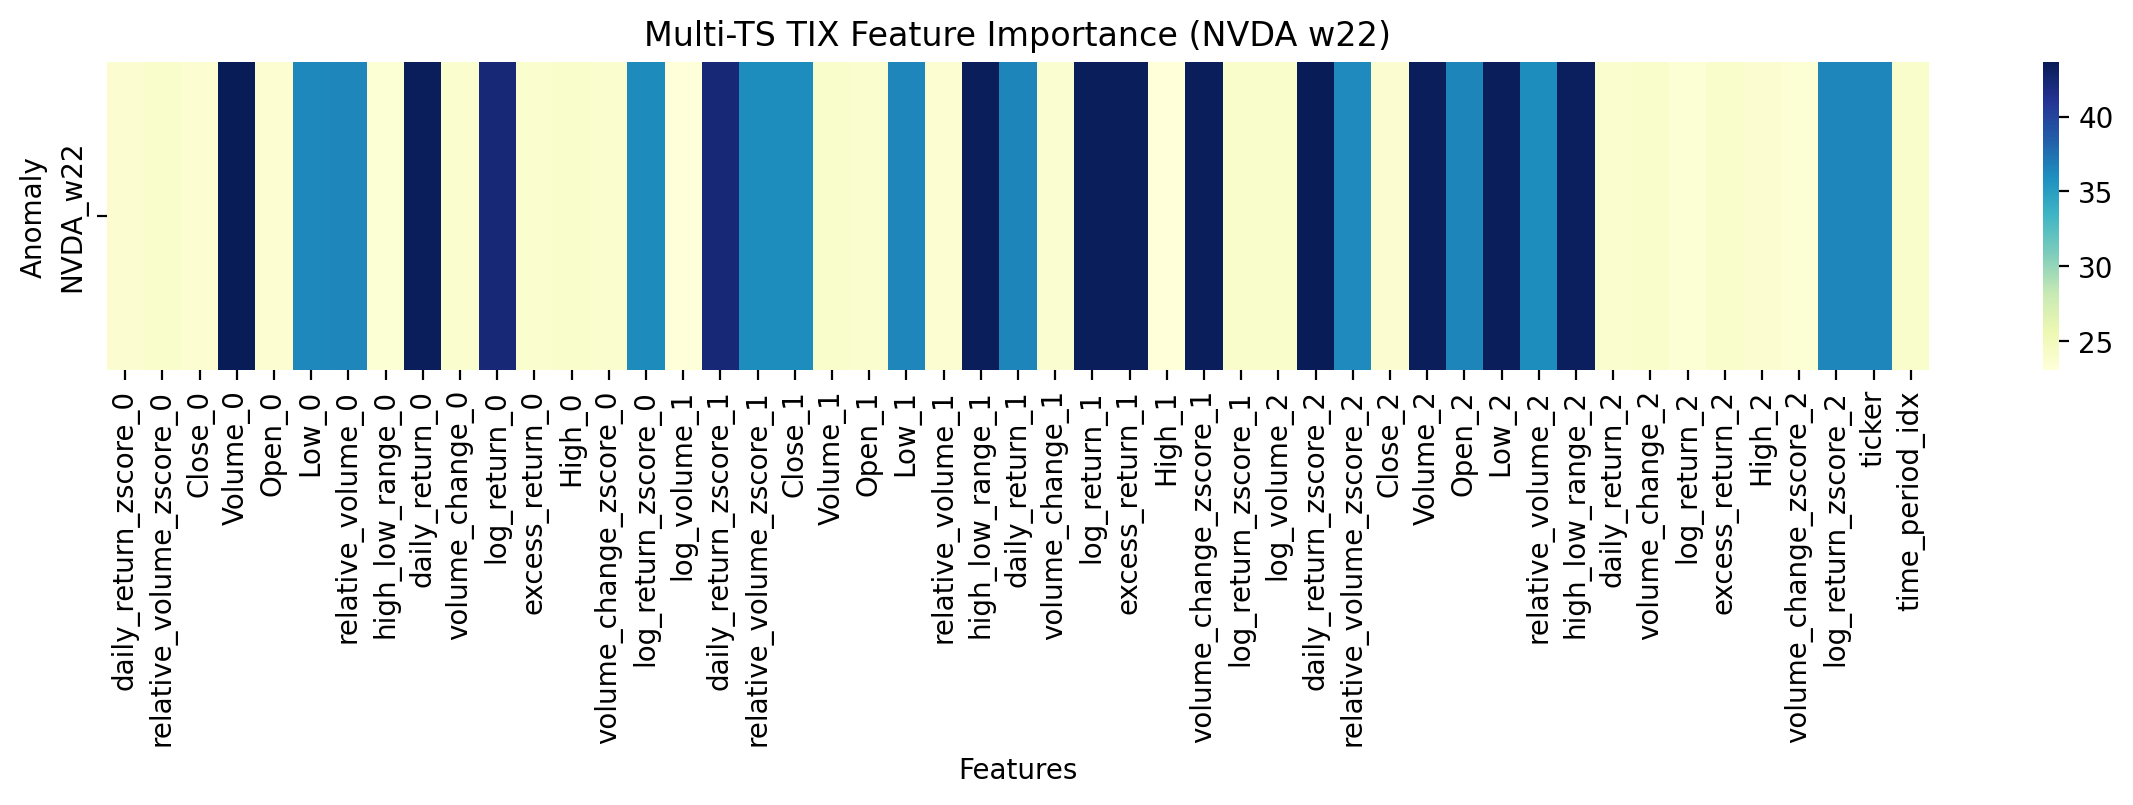 Multi-TS TIX Feature Importance (NVDA w22)
Anomaly
NVDA_w22
40
35
30
25
daily_return_zscore_0
relative_volume_zscore_0
Close_0
Volume_0
Open_0
Low_0
relative_volume_0
high_low_range_0
daily_return_0
volume_change_0
log_return_0
excess_return_0
High_0
volume_change_zscore_0
log_return_zscore_0
log_volume_1
daily_return_zscore_1
relative_volume_zscore_1
Close_1
Volume_1
Open_1
Low_1
relative_volume_1
high_low_range_1
daily_return_1
volume_change_1
log_return_1
excess_return_1
High_1
volume_change_zscore_1
log_return_zscore_1
log_volume_2
daily_return_zscore_2
relative_volume_zscore_2
Close_2
Volume_2
Open_2
Low_2
relative_volume_2
high_low_range_2
daily_return_2
volume_change_2
log_return_2
excess_return_2
High_2
volume_change_zscore_2
log_return_zscore_2
ticker
time_period_idx
Features